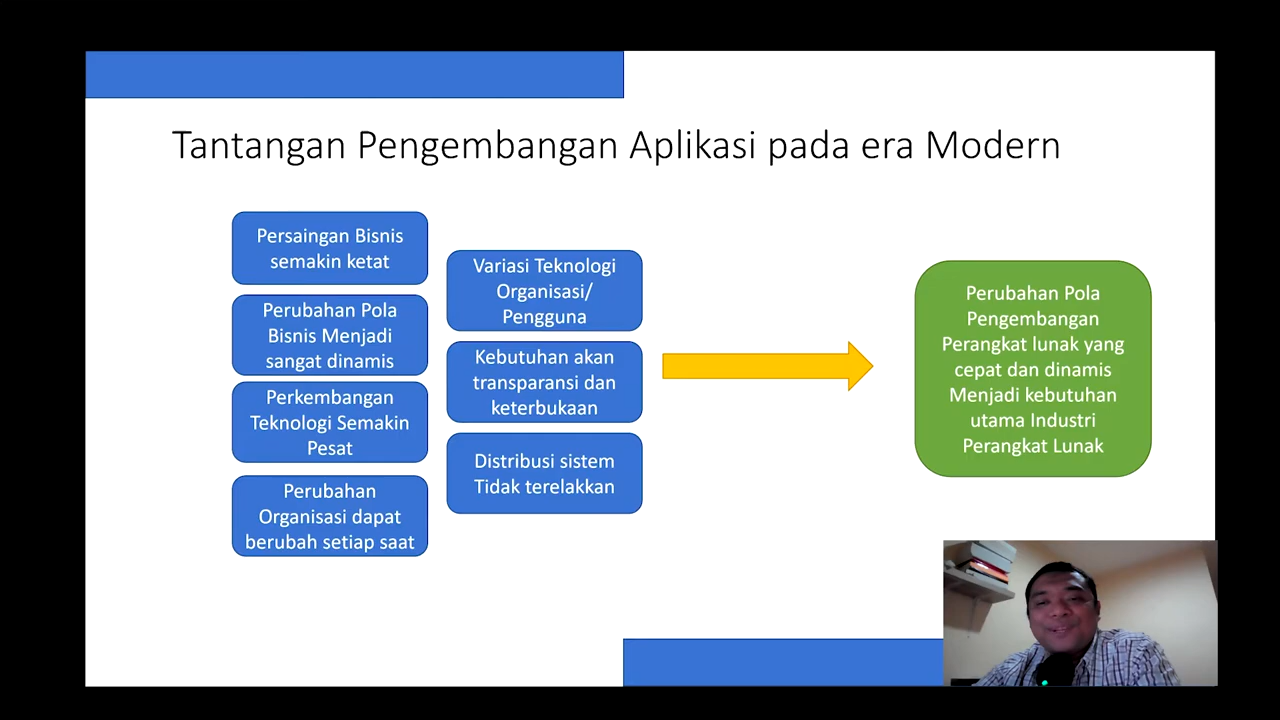 Tantangan Pengembangan Aplikasi pada era Modern
Persaingan Bisnis
semakin ketat
Perubahan Pola
Bisnis Menjadi
sangat dinamis
Perkembangan
Teknologi Semakin
Pesat
Perubahan
Organisasi dapat
berubah setiap saat
Variasi Teknologi
Organisasi/
Pengguna
Kebutuhan akan
transparansi dan
keterbukaan
Distribusi sistem
Tidak terelakkan
Perubahan Pola
Pengembangan
Perangkat lunak yang
cepat dan dinamis
Menjadi kebutuhan
utama Industri
Perangkat Lunak